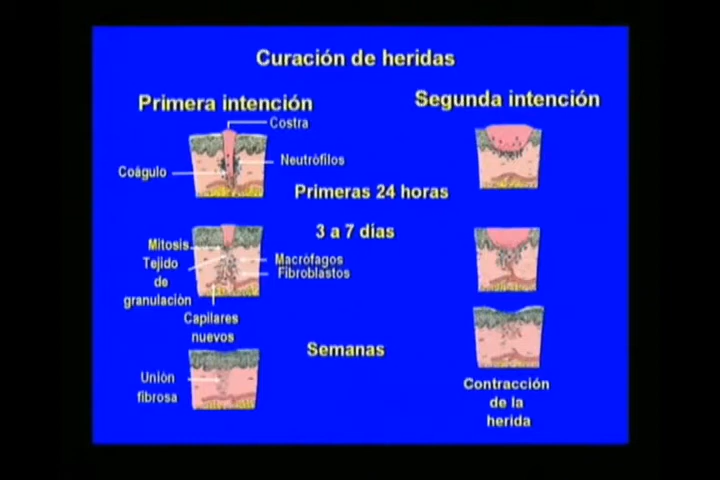 Curación de heridas
Primera intención
Segunda intención
Costra
Neutrófilos
Coágulo
Primeras 24 horas
3 a 7 días
Mitosis
Macrófagos
Tejido
Fibroblastos
de
granulación
Capilares
nuevos
Semanas
Unión
fibrosa
Contracción
de la
herida